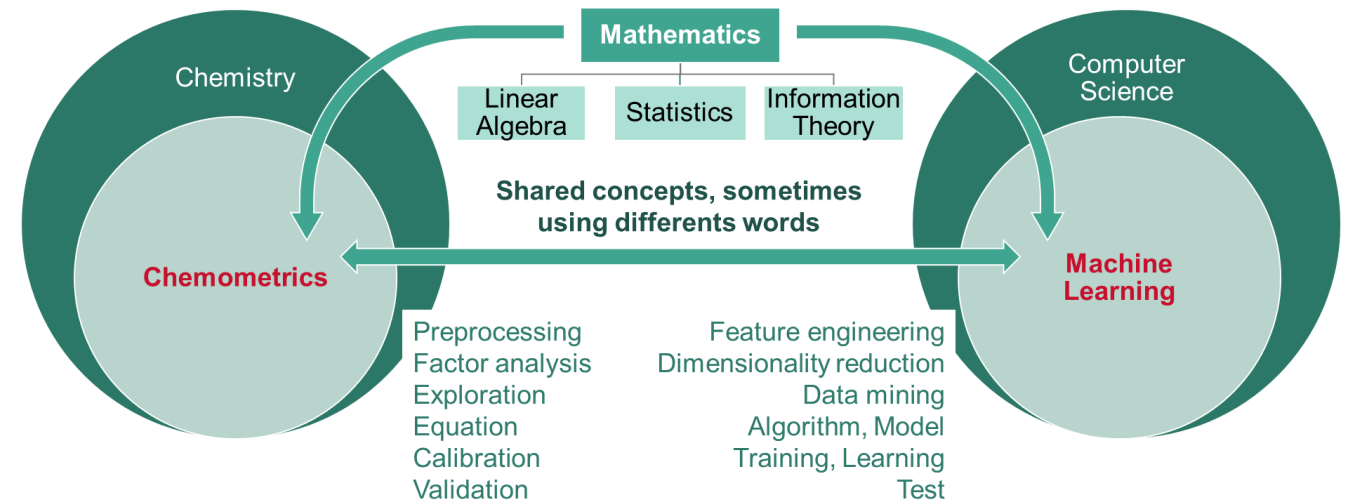 Mathematics
Chemistry
Computer
Science
Linear
Algebra
Statistics
Information
Theory
Shared concepts, sometimes
using differents words
Chemometrics
Machine
Learning
Preprocessing
Feature engineering
Factor analysis
Dimensionality reduction
Exploration
Data mining
Equation
Algorithm, Model
Calibration
Training, Learning
Validation
Test